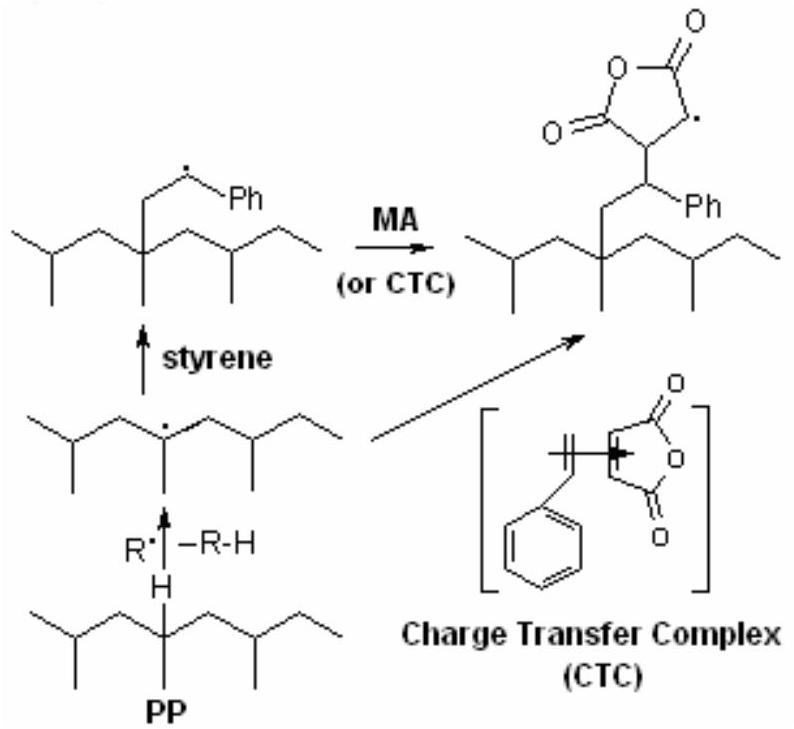 O
O
O
Ph
Ph
MA
(or CTC)
styrene
O
O
O
R· –R-H
H
PP
Charge Transfer Complex
(CTC)